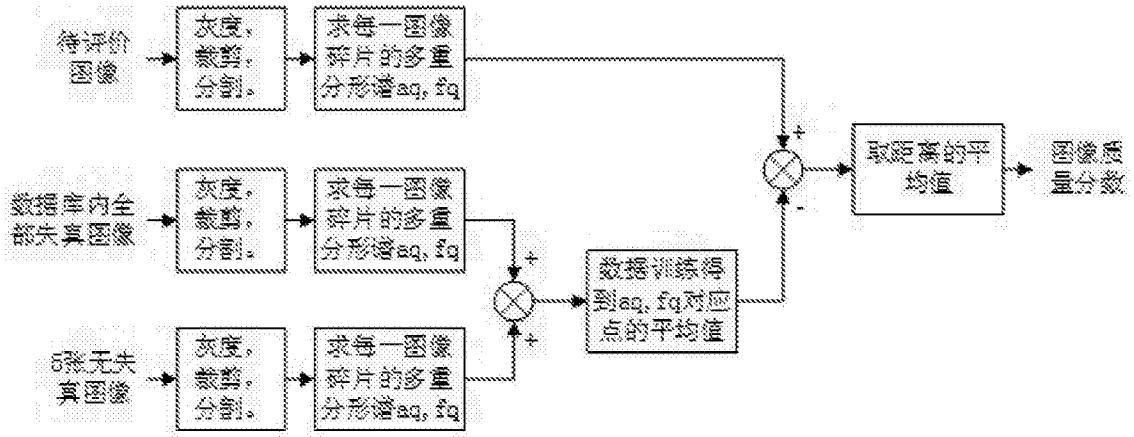 待评价
图像
灰度，
裁剪，
分割。
求每一图像
碎片的多重
分形谱aq,fq
+
-
取距离的平
均值
图像质
量分数
数据库内全
部失真图像
灰度，
裁剪，
分割。
求每一图像
碎片的多重
分形谱aq,fq
+
+
数据训练得
到aq,fq对应
点的平均值
5张无失
真图像
灰度，
裁剪，
分割。
求每一图像
碎片的多重
分形谱aq,fq